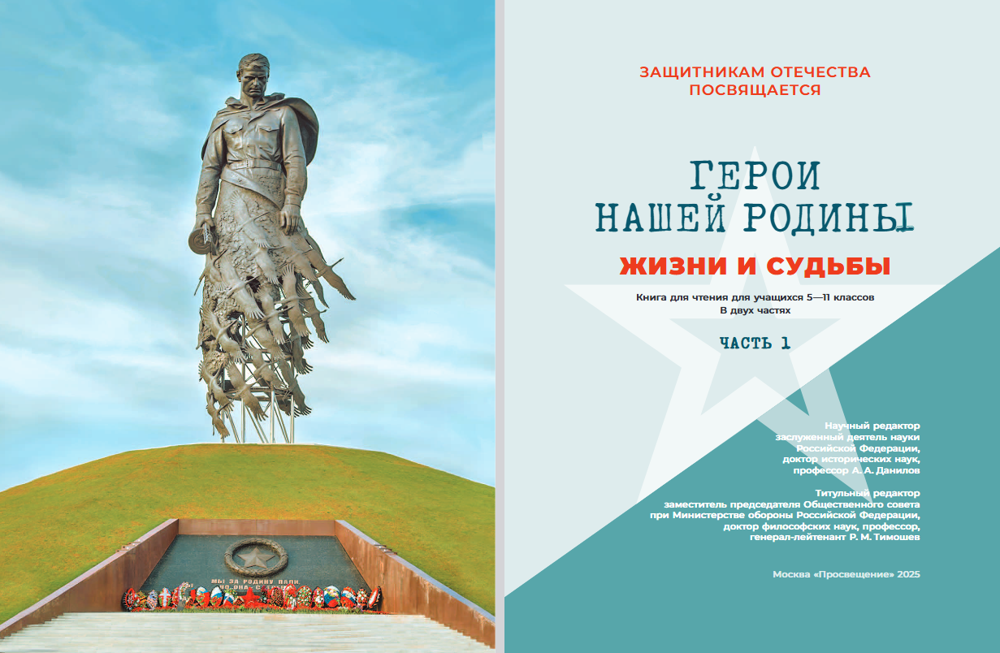 МЫ ЗА РОДИНУ ПАЛИ,
НО ОНА – СПАСЕНА
ЗАЩИТНИКАМ ОТЕЧЕСТВА
ПОСВЯЩАЕТСЯ
ГЕРОИ
НАШЕЙ РОДИНЫ
ЖИЗНИ И СУДЬБЫ
Книга для чтения для учащихся 5—11 классов
В двух частях
ЧАСТЬ 1
Научный редактор
заслуженный деятель науки
Российской Федерации,
доктор исторических наук,
профессор А. А. Данилов
Титульный редактор
заместитель председателя Общественного совета
при Министерстве обороны Российской Федерации,
доктор философских наук, профессор,
генерал-лейтенант Р. М. Тимошев
Москва «Просвещение» 2025